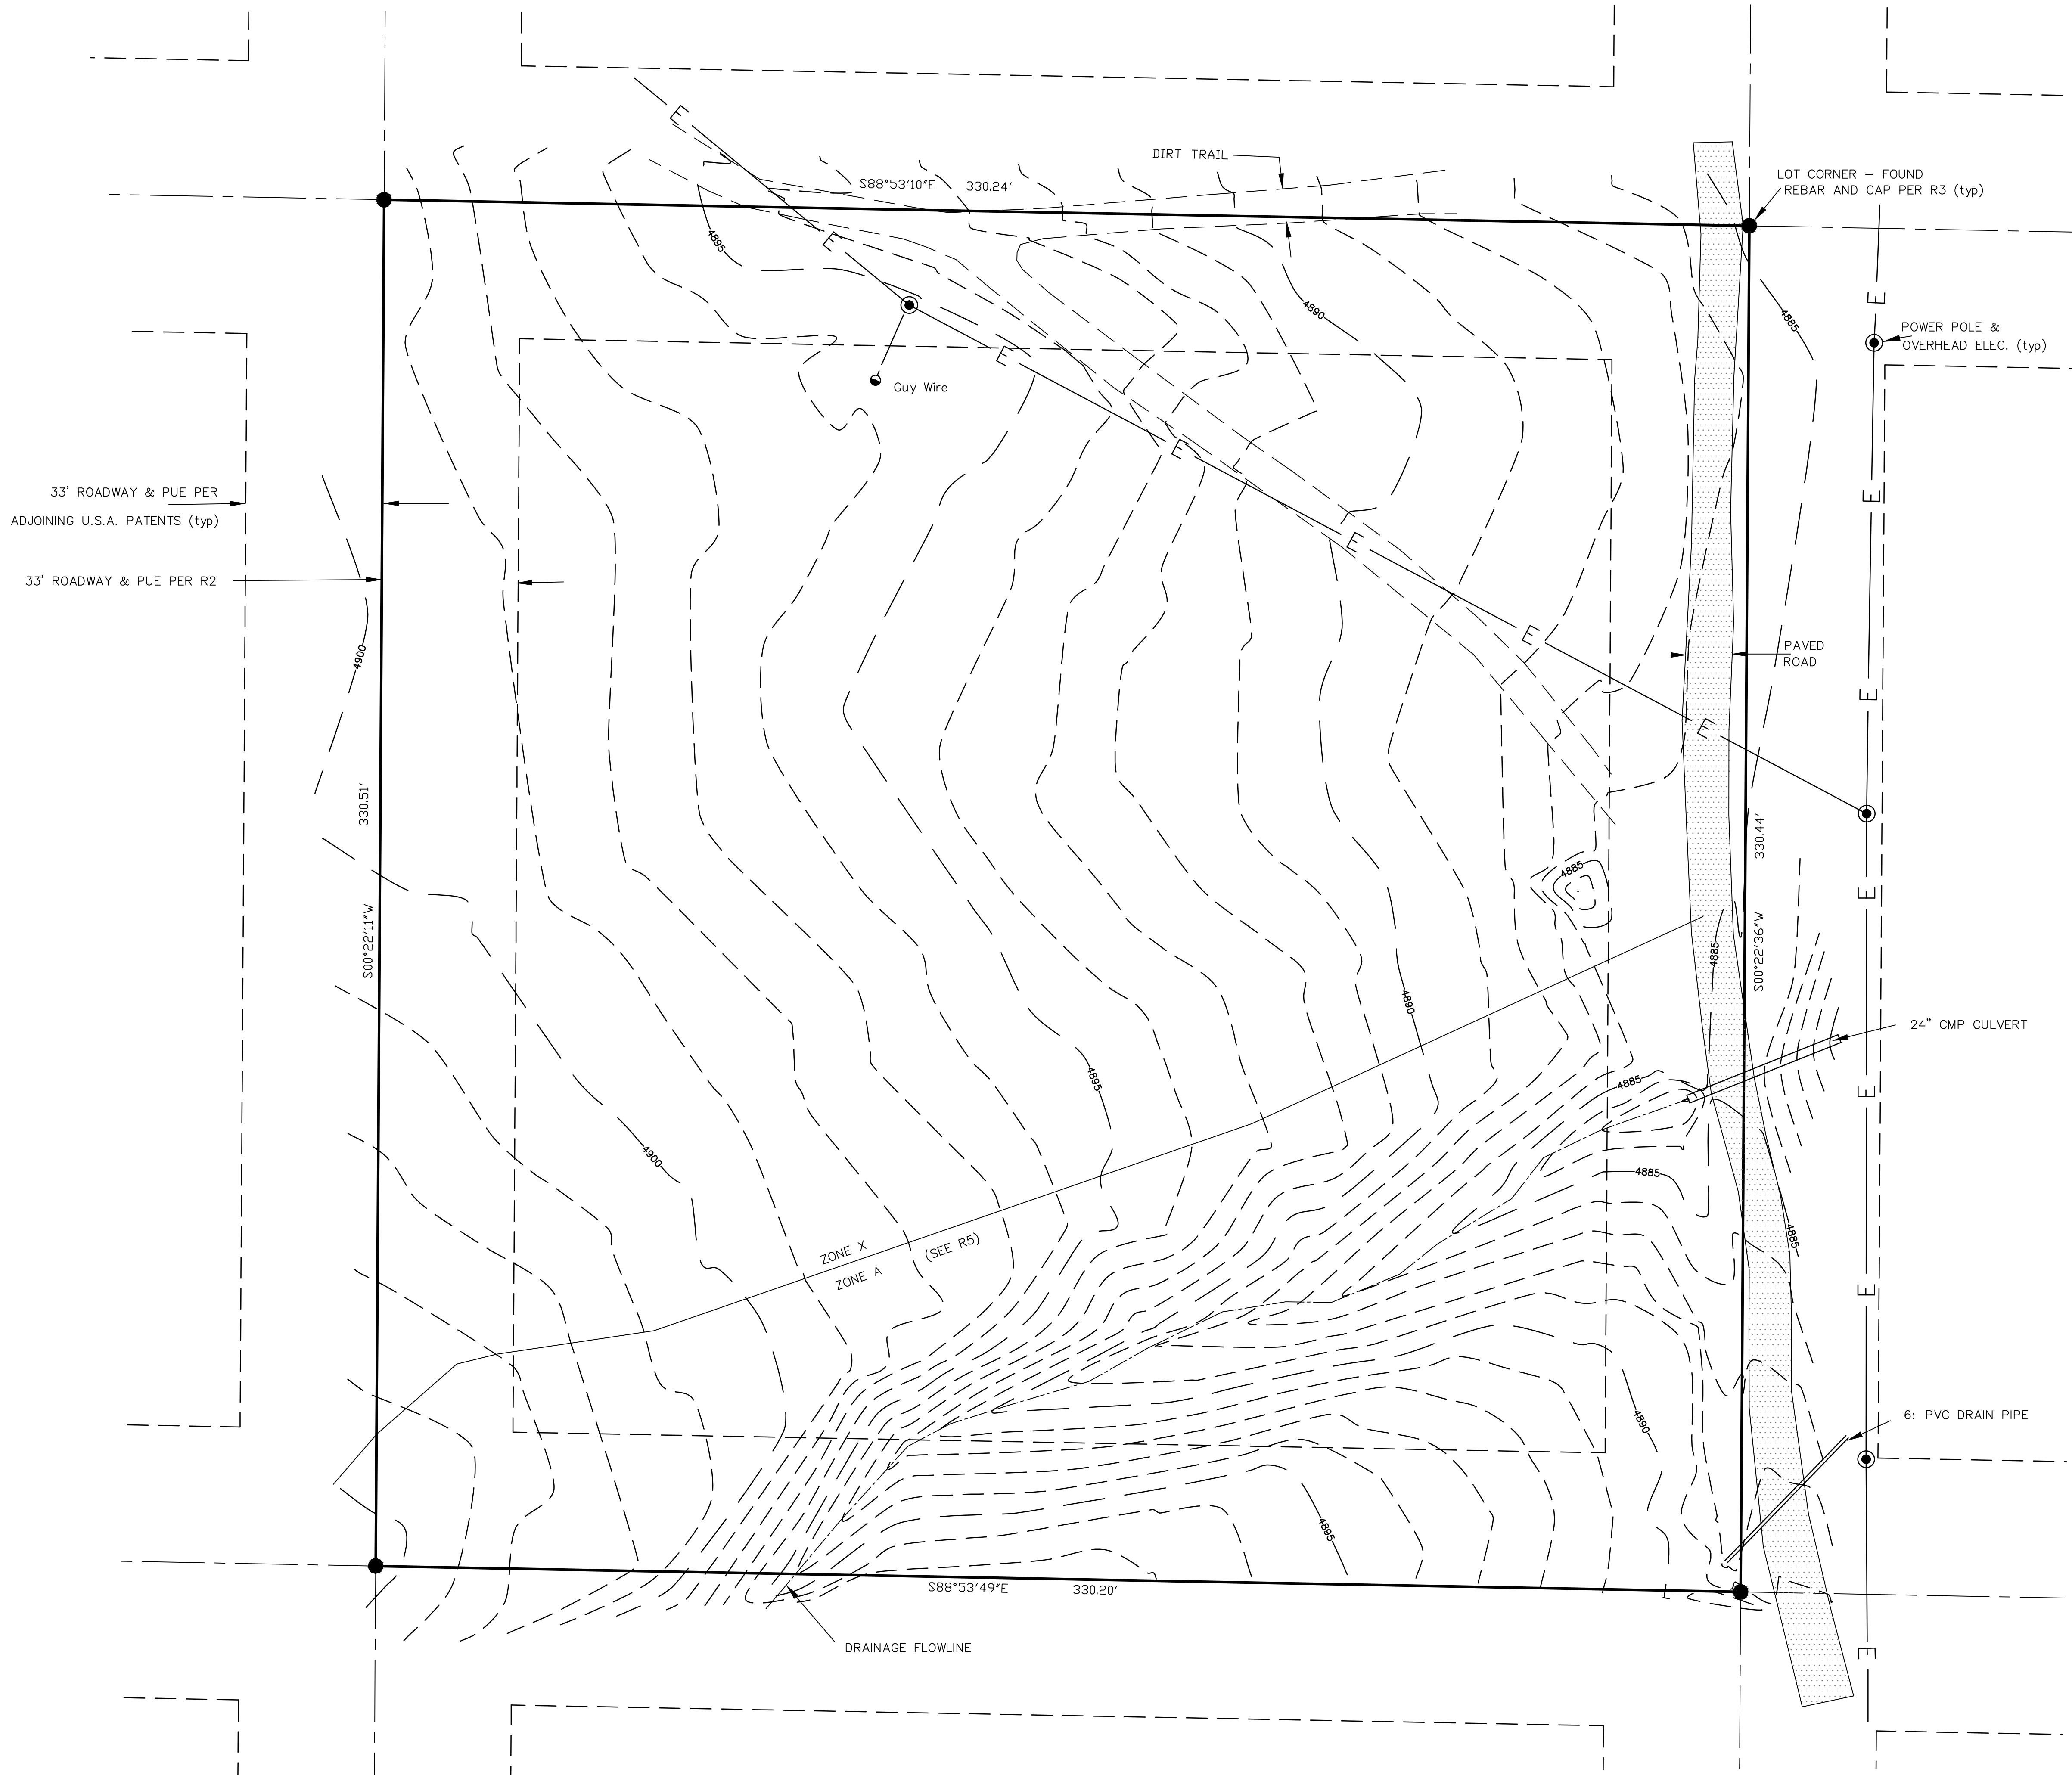 DIRT TRAIL
S88°53'10"E 330.24'
LOT CORNER - FOUND
REBAR AND CAP PER R3 (typ)
E
E
4895
E
4890
4885
POWER POLE &
OVERHEAD ELEC. (typ)
E
Guy Wire
E
E
E
33' ROADWAY & PUE PER
ADJOINING U.S.A. PATENTS (typ)
33' ROADWAY & PUE PER R2
E
4900
PAVED
ROAD
E
E
330.51'
330.44'
4885
E
S00°22'11"W
4885
S00°22'36"W
4890
24" CMP CULVERT
4895
4885
E
4900
4885
4885
ZONE X
(SEE R5)
ZONE A
E
4890
6: PVC DRAIN PIPE
4895
S88°53'49"E 330.20'
DRAINAGE FLOWLINE
E